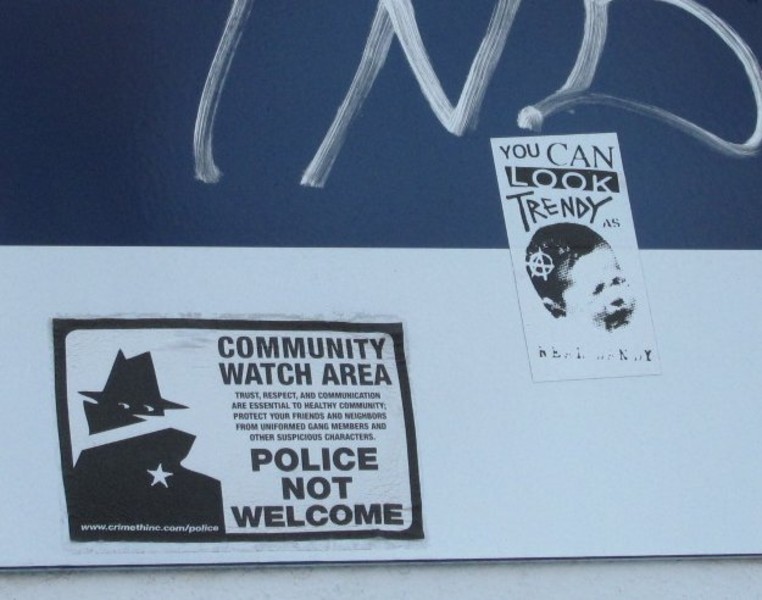 YOU CAN
LOOK
TRENDY
AS
COMMUNITY
WATCH AREA
TRUST, RESPECT, AND COMMUNICATION
ARE ESSENTIAL TO HEALTHY COMMUNITY;
PROTECT YOUR FRIENDS AND NEIGHBORS
FROM UNIFORMED GANG MEMBERS AND
OTHER SUSPICIOUS CHARACTERS.
POLICE
NOT
WELCOME
www.crimethinc.com/police